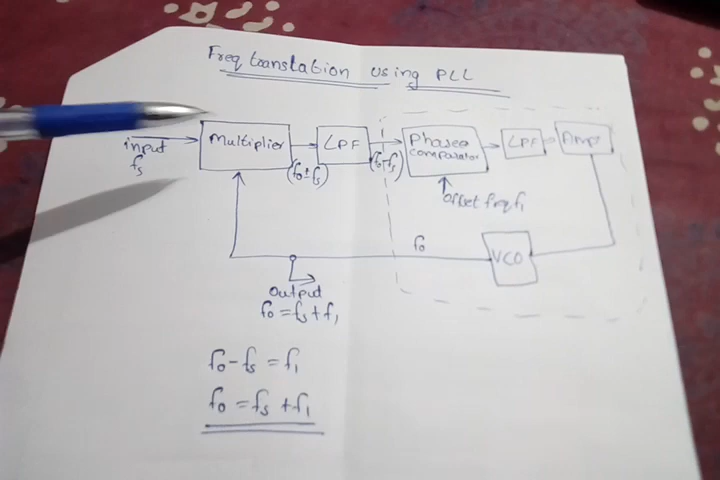 Freq translation using PLL
input
fs
Multiplier
(fo±fs)
LPF
(fo-fs)
Phase comparator
offset freq f1
LPF
Ampr
VCO
fo
output
fo = fs + f1
fo - fs = f1
fo = fs + f1